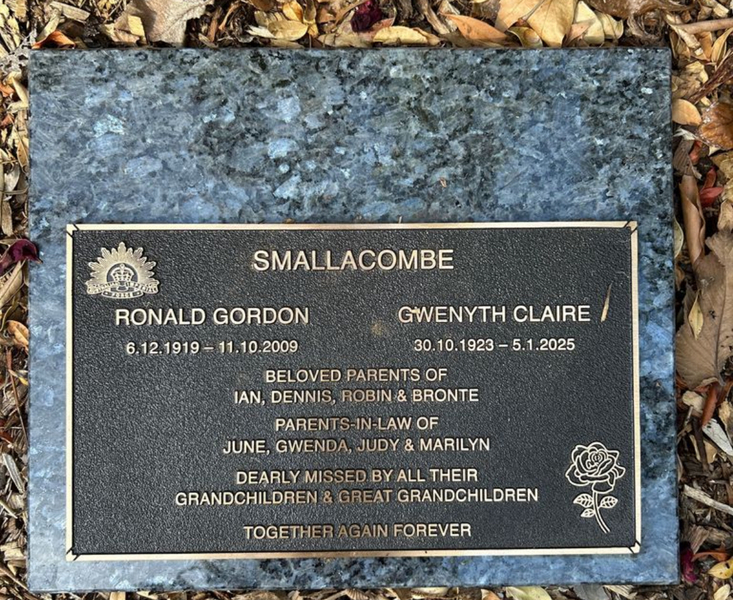 SMALLACOMBE
RONALD GORDON
GWENYTH CLAIRE
6.12.1919 – 11.10.2009
30.10.1923 – 5.1.2025
BELOVED PARENTS OF
IAN, DENNIS, ROBIN & BRONTE
PARENTS-IN-LAW OF
JUNE, GWENDA, JUDY & MARILYN
DEARLY MISSED BY ALL THEIR
GRANDCHILDREN & GREAT GRANDCHILDREN
TOGETHER AGAIN FOREVER